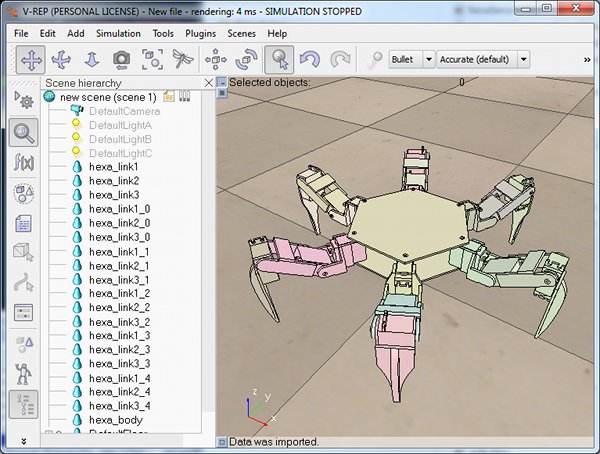 V-REP (PERSONAL LICENSE) - New file - rendering: 4 ms - SIMULATION STOPPED
File Edit Add Simulation Tools Plugins Scenes Help
Bullet Accurate (default) »
Scene hierarchy
Selected objects: 0
new scene (scene 1)
DefaultCamera
DefaultLightA
DefaultLightB
DefaultLightC
hexa_link1
hexa_link2
hexa_link3
hexa_link1_0
hexa_link2_0
hexa_link3_0
hexa_link1_1
hexa_link2_1
hexa_link3_1
hexa_link1_2
hexa_link2_2
hexa_link3_2
hexa_link1_3
hexa_link2_3
hexa_link3_3
hexa_link1_4
hexa_link2_4
hexa_link3_4
hexa_body
DefaultFloor
f(x)
z
y
x
Data was imported.